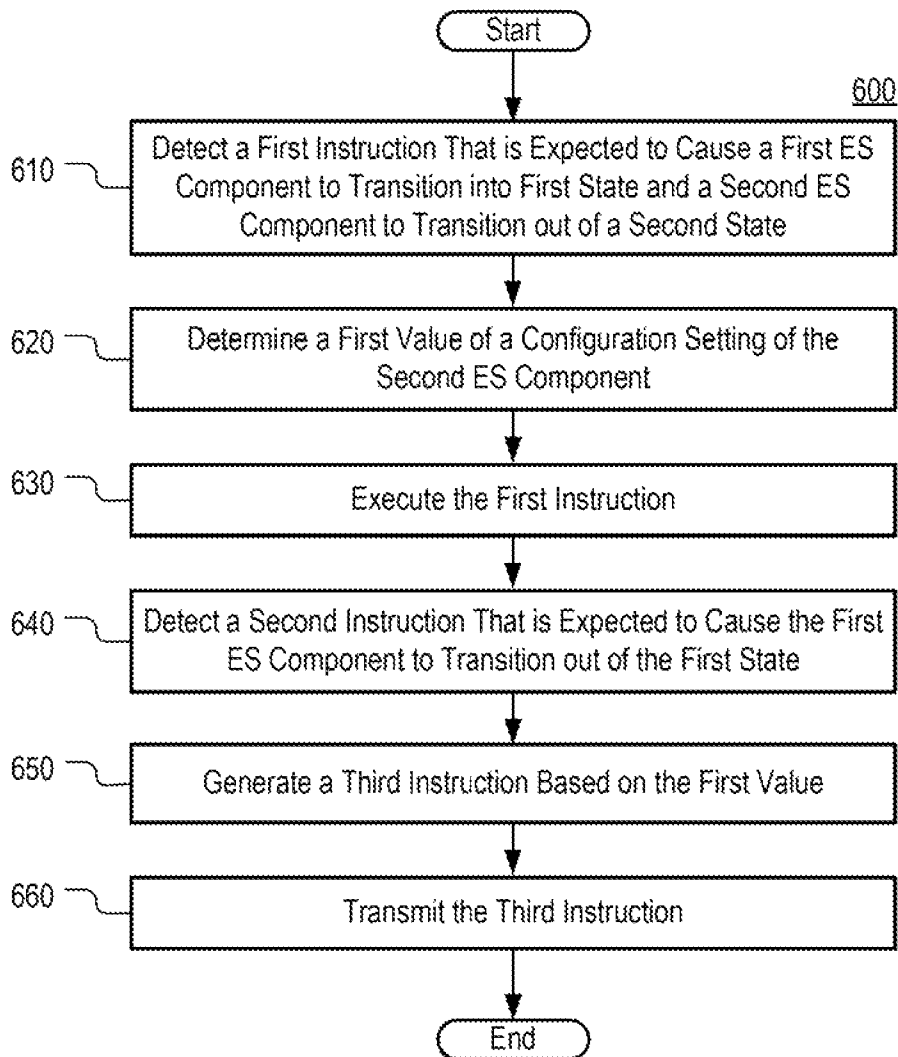 Start
600
610
Detect a First Instruction That is Expected to Cause a First ES
Component to Transition into First State and a Second ES
Component to Transition out of a Second State
620
Determine a First Value of a Configuration Setting of the
Second ES Component
630
Execute the First Instruction
640
Detect a Second Instruction That is Expected to Cause the First
ES Component to Transition out of the First State
650
Generate a Third Instruction Based on the First Value
660
Transmit the Third Instruction
End